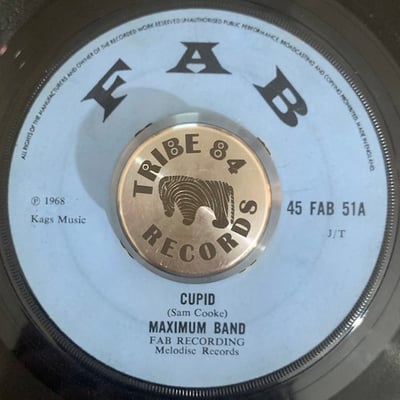 ALL RIGHTS OF THE MANUFACTURERS AND OWNERS OF THE RECORDED WORK RESERVED UNAUTHORISED PUBLIC PERFORMANCE, BROADCASTING AND COPYING PROHIBITED. MADE IN ENGLAND.
FAB
TRIBE 84
RECORDS
℗ 1968
Kags Music
45 FAB 51A
J/T
CUPID
(Sam Cooke)
MAXIMUM BAND
FAB RECORDING
Melodisc Records